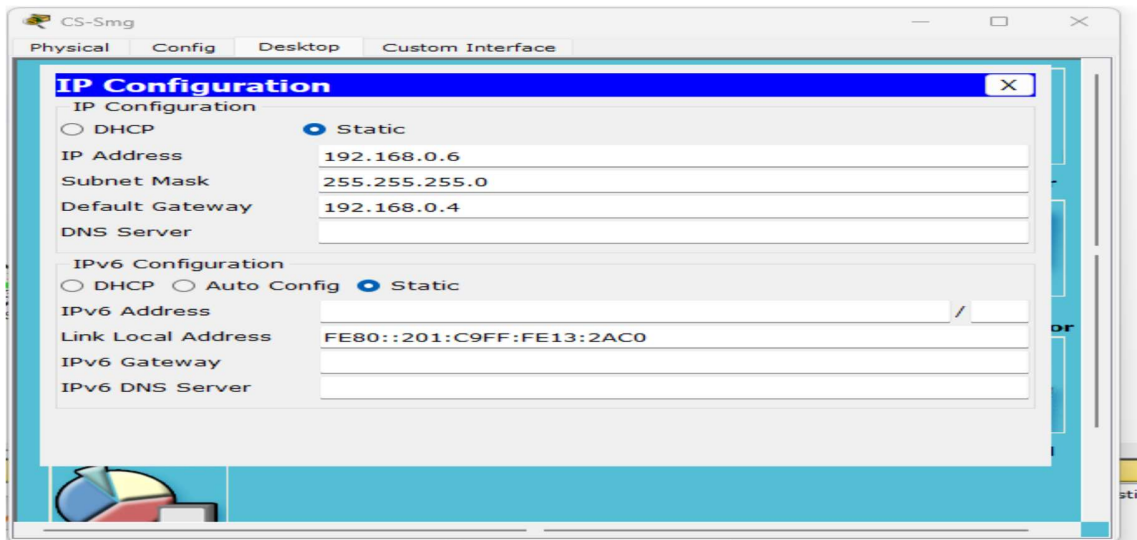 CS-Smg
Physical Config Desktop Custom Interface
IP Configuration X
IP Configuration
DHCP Static
IP Address 192.168.0.6
Subnet Mask 255.255.255.0
Default Gateway 192.168.0.4
DNS Server
IPv6 Configuration
DHCP Auto Config Static
IPv6 Address /
Link Local Address FE80::201:C9FF:FE13:2AC0
IPv6 Gateway
IPv6 DNS Server
or
sti